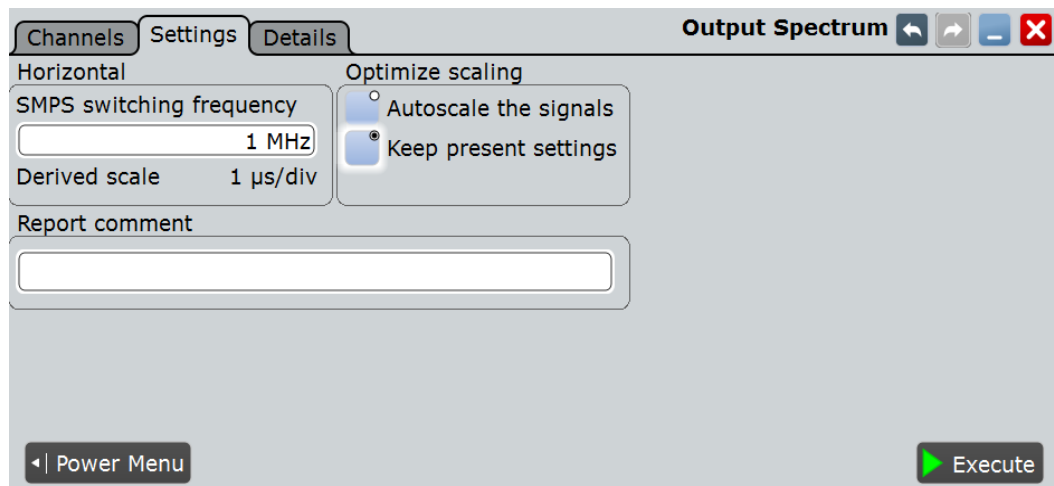 Channels Settings Details Output Spectrum
Horizontal Optimize scaling
SMPS switching frequency Autoscale the signals
1 MHz Keep present settings
Derived scale 1 µs/div
Report comment
Power Menu Execute